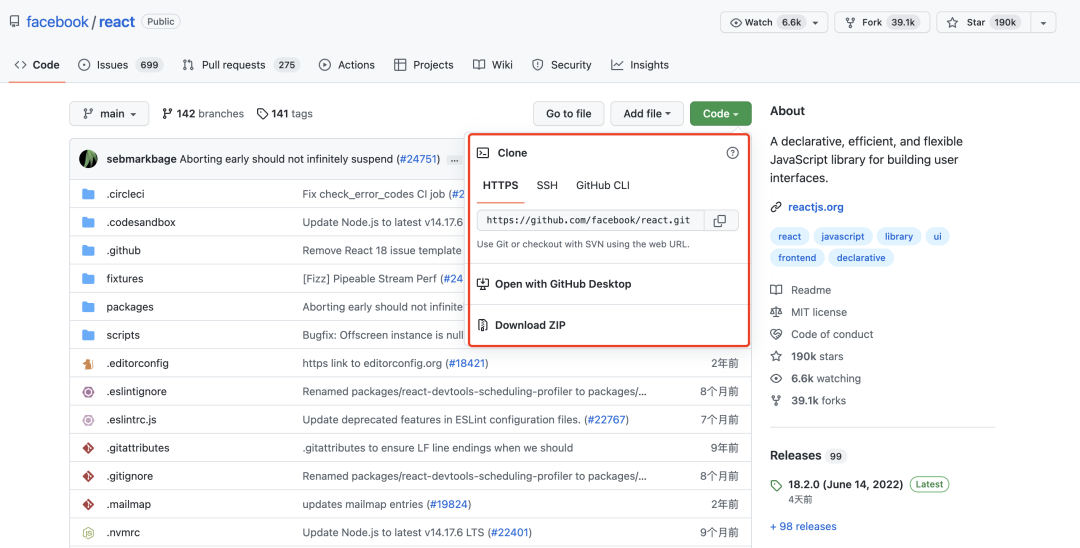 facebook / react Public
Watch 6.6k
Fork 39.1k
Star 190k
Code
Issues 699
Pull requests 275
Actions
Projects
Wiki
Security
Insights
main
142 branches
141 tags
Go to file
Add file
Code
sebmarkbage Aborting early should not infinitely suspend (#24751) ...
.circleci Fix check_error_codes CI job (#2
.codesandbox Update Node.js to latest v14.17.6
.github Remove React 18 issue template
fixtures [Fizz] Pipeable Stream Perf (#24
packages Aborting early should not infinite
scripts Bugfix: Offscreen instance is null
.editorconfig https link to editorconfig.org (#18421) 2年前
.eslintignore Renamed packages/react-devtools-scheduling-profiler to packages/... 8个月前
.eslintrc.js Update deprecated features in ESLint configuration files. (#22767) 7个月前
.gitattributes .gitattributes to ensure LF line endings when we should 9年前
.gitignore Renamed packages/react-devtools-scheduling-profiler to packages/... 8个月前
.mailmap updates mailmap entries (#19824) 2年前
.nvmrc Update Node.js to latest v14.17.6 LTS (#22401) 9个月前
Clone
HTTPS SSH GitHub CLI
https://github.com/facebook/react.git
Use Git or checkout with SVN using the web URL.
Open with GitHub Desktop
Download ZIP
About
A declarative, efficient, and flexible
JavaScript library for building user
interfaces.
reactjs.org
react javascript library ui
frontend declarative
Readme
MIT license
Code of conduct
190k stars
6.6k watching
39.1k forks
Releases 99
18.2.0 (June 14, 2022) Latest
4天前
+ 98 releases